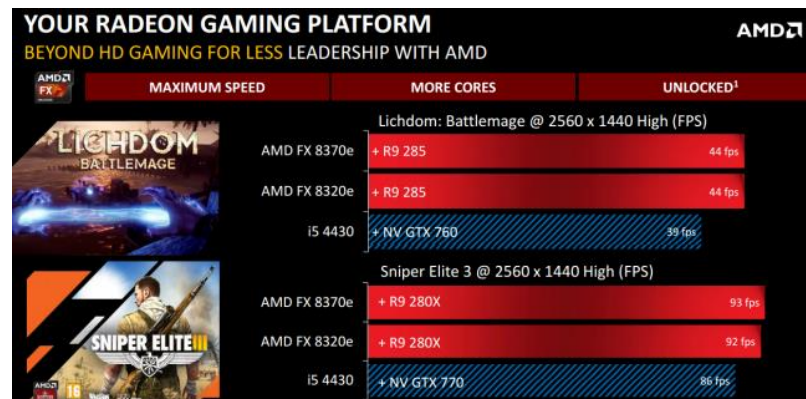 YOUR RADEON GAMING PLATFORM
AMD
BEYOND HD GAMING FOR LESS LEADERSHIP WITH AMD
AMD
FX
MAXIMUM SPEED
MORE CORES
UNLOCKED¹
Lichdom: Battlemage @ 2560 x 1440 High (FPS)
LICHDOM
BATTLEMAGE
AMD FX 8370e + R9 285 44 fps
AMD FX 8320e + R9 285 44 fps
i5 4430 + NV GTX 760 39 fps
Sniper Elite 3 @ 2560 x 1440 High (FPS)
SNIPER ELITE III
AMD FX 8370e + R9 280X 93 fps
AMD FX 8320e + R9 280X 92 fps
i5 4430 + NV GTX 770 86 fps
AMD
16